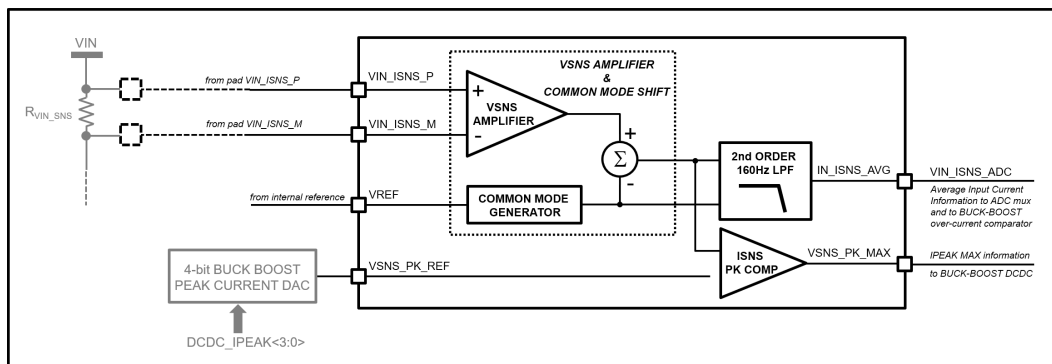 VIN
from pad VIN_ISNS_P
VIN_ISNS_P
RVIN_SNS
from pad VIN_ISNS_M
VIN_ISNS_M
VSNS AMPLIFIER
&
COMMON MODE SHIFT
+
VSNS
AMPLIFIER
-
+
Σ
-
2nd ORDER
160Hz LPF
IN_ISNS_AVG
VIN_ISNS_ADC
Average Input Current
Information to ADC mux
and to BUCK-BOOST
over-current comparator
from internal reference
VREF
COMMON MODE
GENERATOR
4-bit BUCK BOOST
PEAK CURRENT DAC
VSNS_PK_REF
ISNS
PK COMP
VSNS_PK_MAX
IPEAK MAX information
to BUCK-BOOST DCDC
DCDC_IPEAK<3:0>